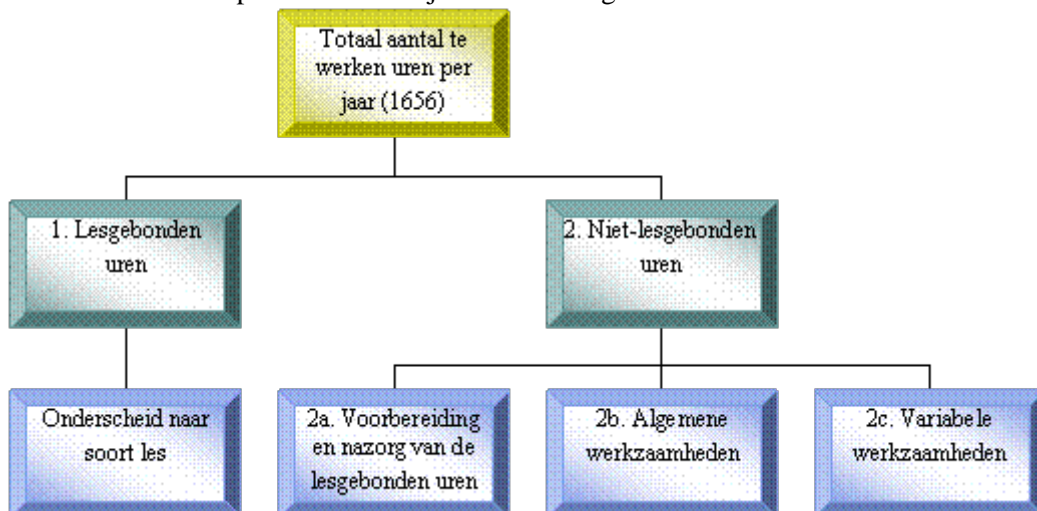 Totaal aantal te
werken uren per
jaar (1656)
1. Lesgebonden
uren
2. Niet-lesgebonden
uren
Onderscheid naar
soort les
2a. Voorbereiding
en nazorg van de
lesgebonden uren
2b. Algemene
werkzaamheden
2c. Variabele
werkzaamheden